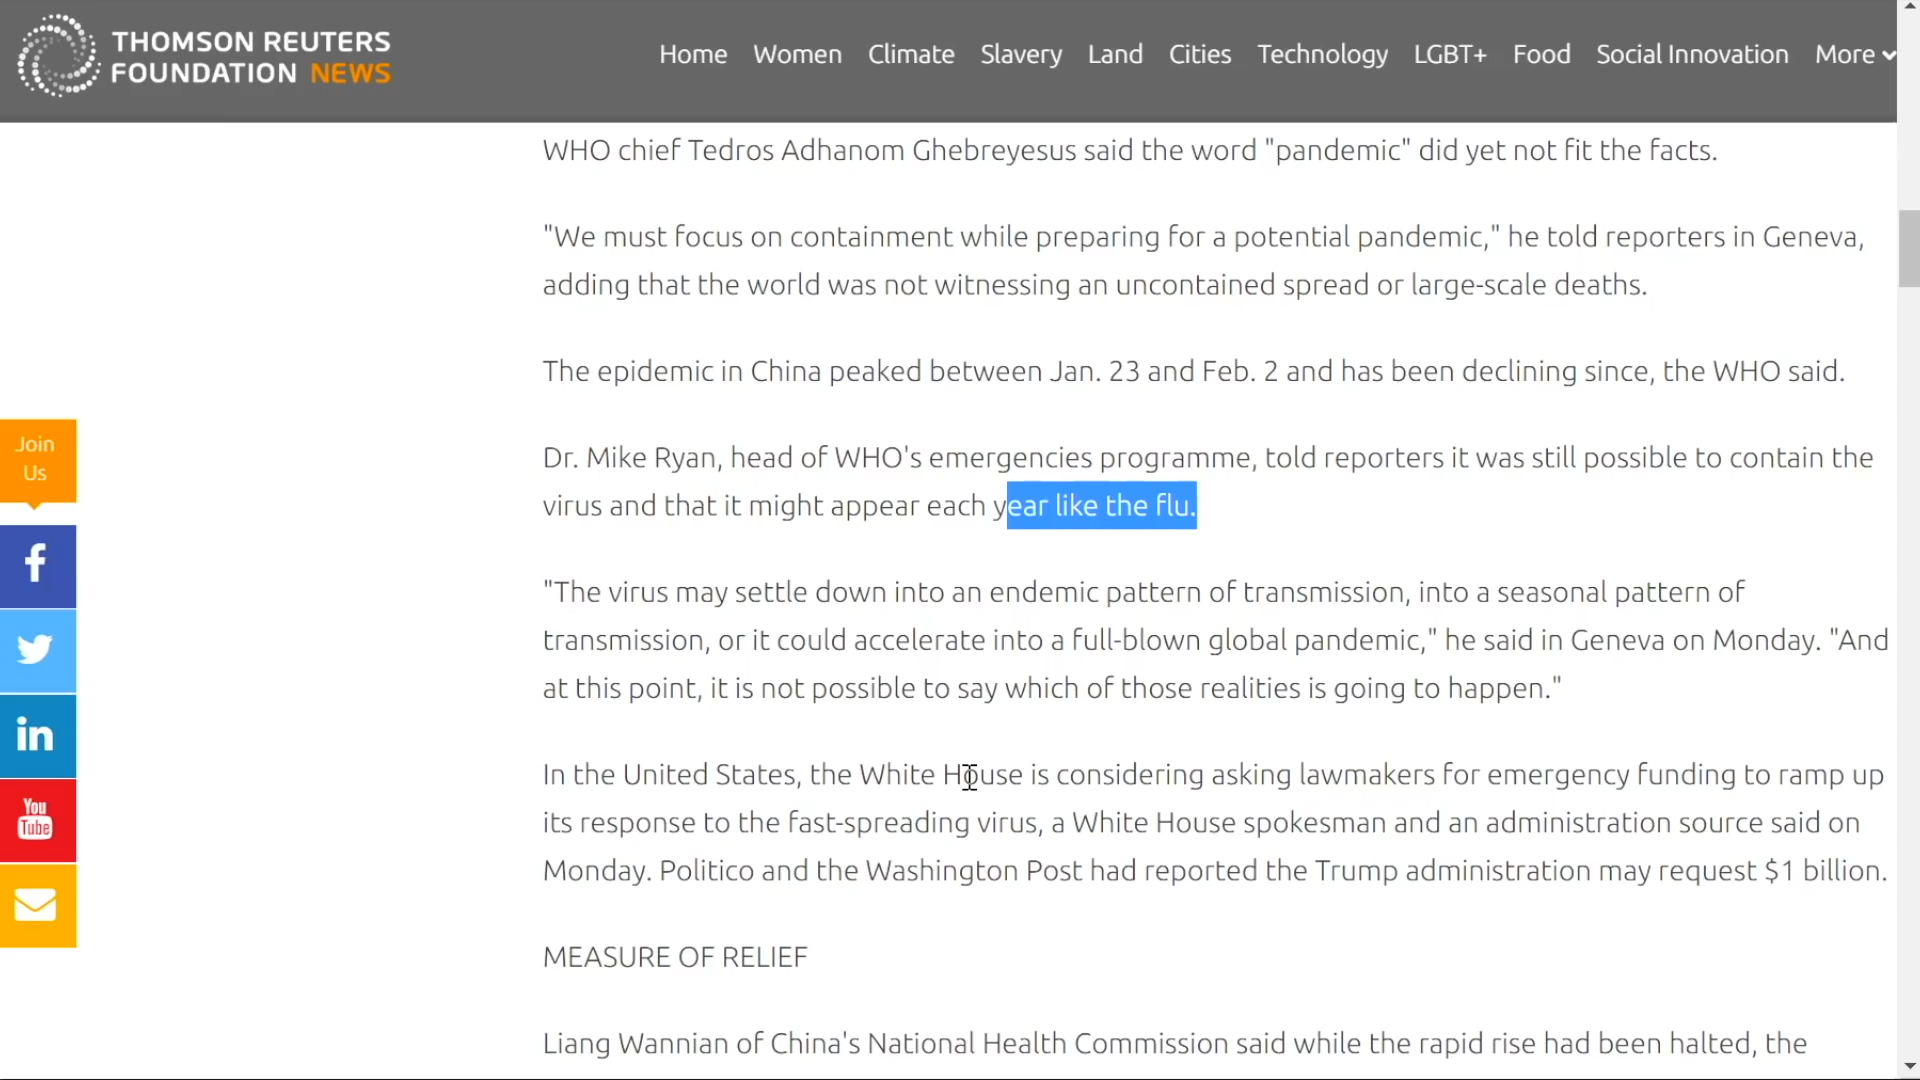 THOMSON REUTERS
FOUNDATION NEWS
Home Women Climate Slavery Land Cities Technology LGBT+ Food Social Innovation More
WHO chief Tedros Adhanom Ghebreyesus said the word "pandemic" did yet not fit the facts.
"We must focus on containment while preparing for a potential pandemic," he told reporters in Geneva,
adding that the world was not witnessing an uncontained spread or large-scale deaths.
The epidemic in China peaked between Jan. 23 and Feb. 2 and has been declining since, the WHO said.
Dr. Mike Ryan, head of WHO's emergencies programme, told reporters it was still possible to contain the
virus and that it might appear each year like the flu.
"The virus may settle down into an endemic pattern of transmission, into a seasonal pattern of
transmission, or it could accelerate into a full-blown global pandemic," he said in Geneva on Monday. "And
at this point, it is not possible to say which of those realities is going to happen."
In the United States, the White House is considering asking lawmakers for emergency funding to ramp up
its response to the fast-spreading virus, a White House spokesman and an administration source said on
Monday. Politico and the Washington Post had reported the Trump administration may request $1 billion.
MEASURE OF RELIEF
Liang Wannian of China's National Health Commission said while the rapid rise had been halted, the
Join
Us
f
in
You
Tube